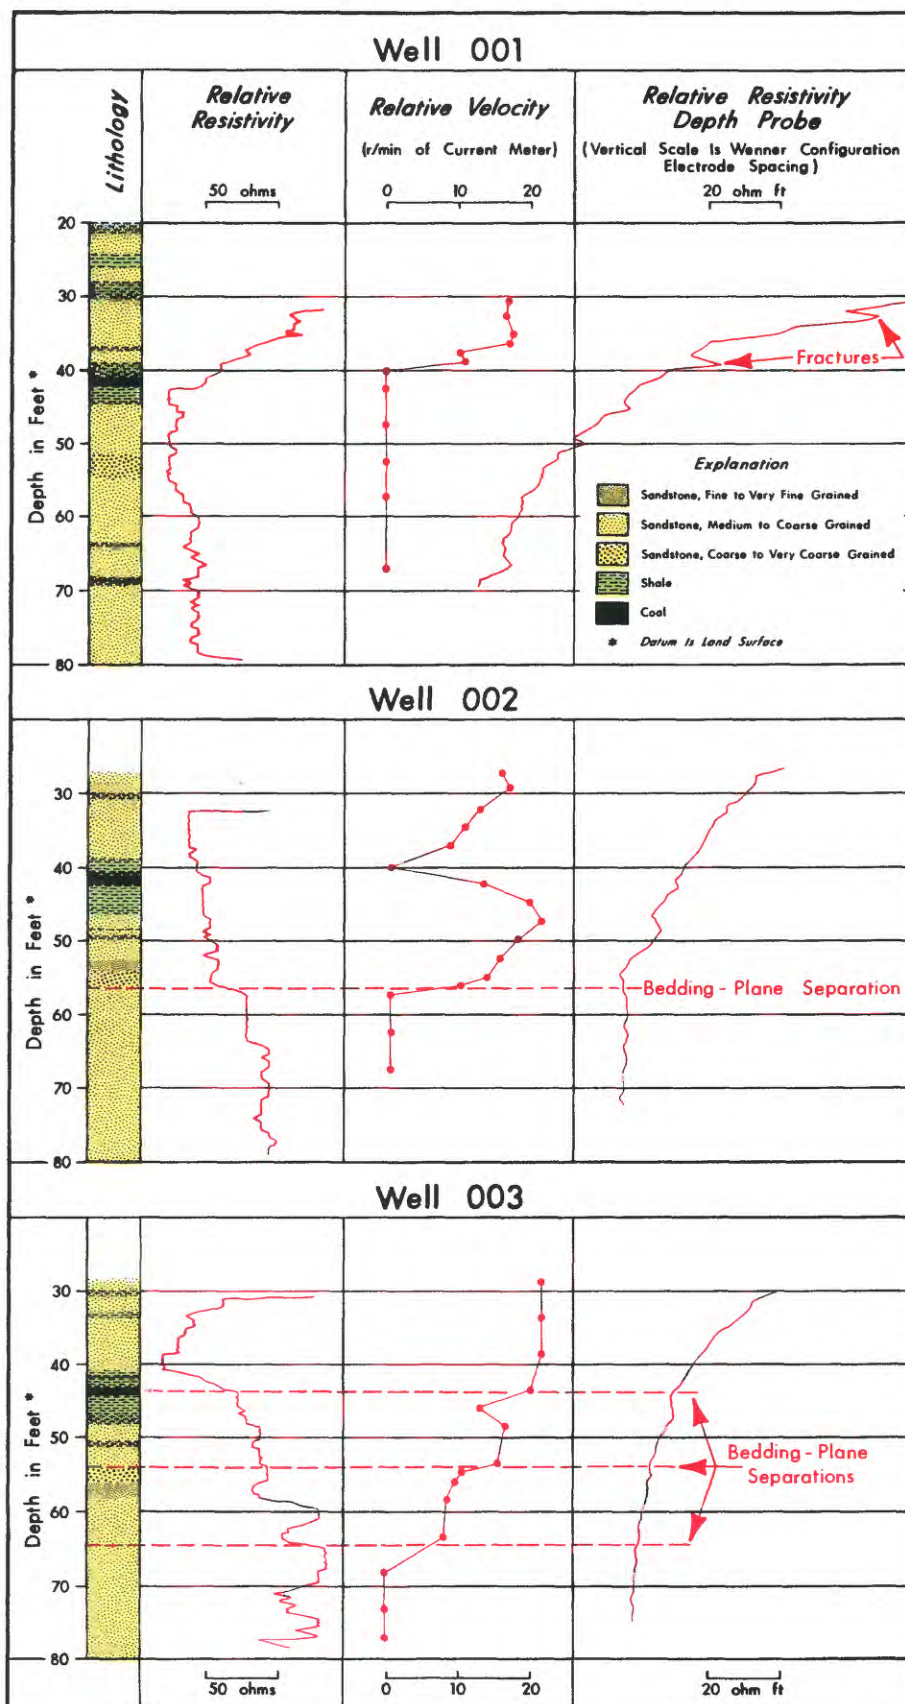 Well 001
Lithology
Relative
Resistivity
50 ohms
Relative Velocity
(r/min of Current Meter)
0 10 20
Relative Resistivity
Depth Probe
(Vertical Scale Is Wenner Configuration
Electrode Spacing)
20 ohm ft
Depth in Feet *
20
30
40
50
60
70
80
Fractures
Explanation
Sandstone, Fine to Very Fine Grained
Sandstone, Medium to Coarse Grained
Sandstone, Coarse to Very Coarse Grained
Shale
Coal
* Datum Is Land Surface
Well 002
Depth in Feet *
30
40
50
60
70
80
Bedding-Plane Separation
Well 003
Depth in Feet *
30
40
50
60
70
80
Bedding-Plane
Separations
50 ohms
0 10 20
20 ohm ft